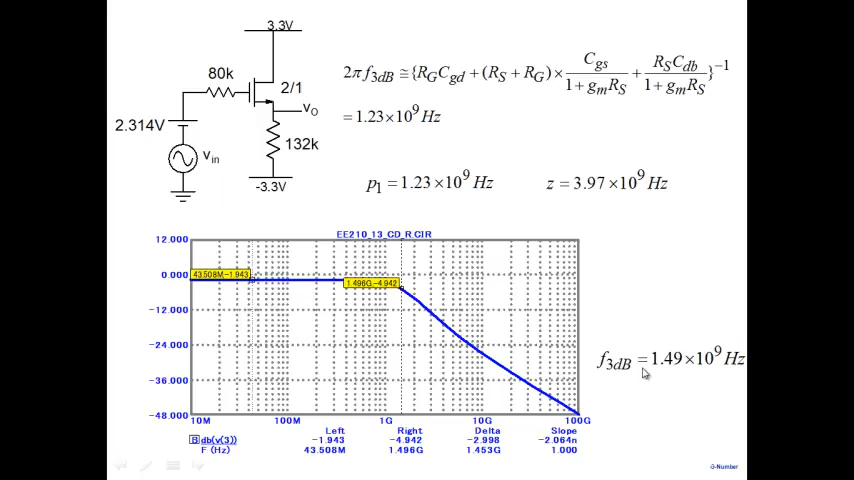 3.3V
80k
2/1
v_O
2.314V
v_in
132k
-3.3V
2πf_3dB ≅ {R_G C_gd + (R_S + R_G) × C_gs / (1 + g_m R_S) + R_S C_db / (1 + g_m R_S)}^−1
= 1.23×10^9 Hz
p_1 = 1.23×10^9 Hz z = 3.97×10^9 Hz
EE210_13_CD_R.CIR
12.000
0.000
-12.000
-24.000
-36.000
-48.000
43.508M,-1.943
1.496G,-4.942
10M 100M 1G 10G 100G
Left Right Delta Slope
db(v(3)) -1.943 -4.942 -2.998 -2.064n
F (Hz) 43.508M 1.496G 1.453G 1.000
f_3dB = 1.49×10^9 Hz